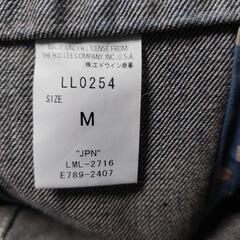 MADE UNDER LICENSE FROM
THE H.D. LEE COMPANY, INC. U.S.A.
(株)エドウイン商事
LL0254
SIZE
M
"JPN"
LML-2716
E789-2407